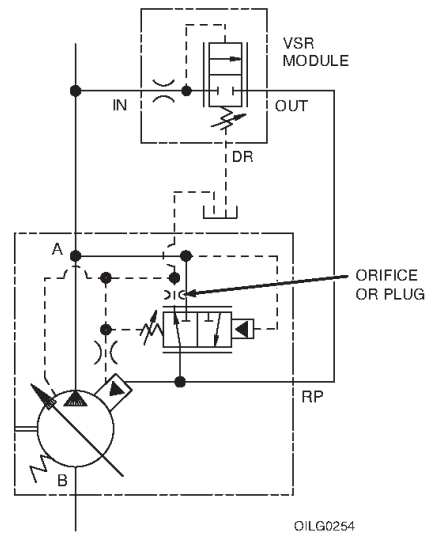 VSR
MODULE
IN
OUT
DR
A
ORIFICE
OR PLUG
RP
B
OILG0254